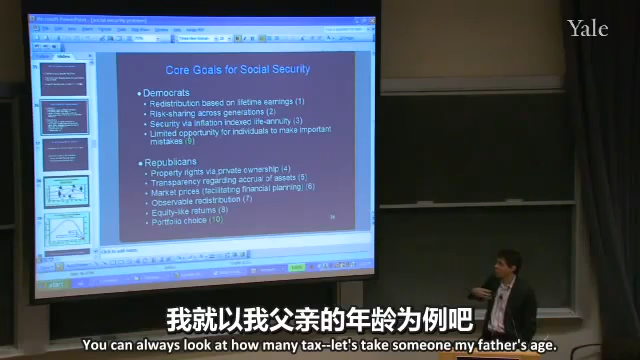 Yale
Core Goals for Social Security
• Democrats
• Redistribution based on lifetime earnings (1)
• Risk-sharing across generations (2)
• Security via inflation indexed life-annuity (3)
• Limited opportunity for individuals to make important
mistakes (9)
• Republicans
• Property rights via private ownership (4)
• Transparency regarding accrual of assets (5)
• Market prices (facilitating financial planning) (6)
• Observable redistribution (7)
• Equity-like returns (8)
• Portfolio choice (10)
Click to add notes
我就以我父亲的年龄为例吧
You can always look at how many tax--let's take someone my father's age.